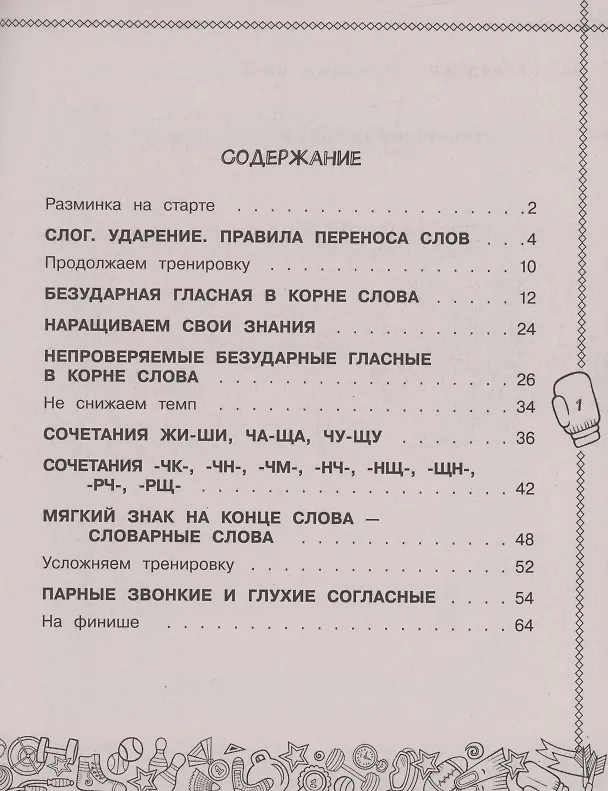 СОДЕРЖАНИЕ
Разминка на старте . . . . . . . . . . . . . . . . . . 2
СЛОГ. УДАРЕНИЕ. ПРАВИЛА ПЕРЕНОСА СЛОВ . . . 4
Продолжаем тренировку . . . . . . . . . . . . . . . 10
БЕЗУДАРНАЯ ГЛАСНАЯ В КОРНЕ СЛОВА . . . . . 12
НАРАЩИВАЕМ СВОИ ЗНАНИЯ . . . . . . . . . . . 24
НЕПРОВЕРЯЕМЫЕ БЕЗУДАРНЫЕ ГЛАСНЫЕ
В КОРНЕ СЛОВА . . . . . . . . . . . . . . . . . . 26
Не снижаем темп . . . . . . . . . . . . . . . . . . 34
СОЧЕТАНИЯ ЖИ-ШИ, ЧА-ЩА, ЧУ-ЩУ . . . . . . . 36
СОЧЕТАНИЯ -ЧК-, -ЧН-, -ЧМ-, -НЧ-, -НЩ-, -ЩН-,
-РЧ-, -РЩ- . . . . . . . . . . . . . . . . . . . 42
МЯГКИЙ ЗНАК НА КОНЦЕ СЛОВА —
СЛОВАРНЫЕ СЛОВА . . . . . . . . . . . . . 48
Усложняем тренировку . . . . . . . . . . . . . . . . 52
ПАРНЫЕ ЗВОНКИЕ И ГЛУХИЕ СОГЛАСНЫЕ . . . . 54
На финише . . . . . . . . . . . . . . . . . . . . 64
1